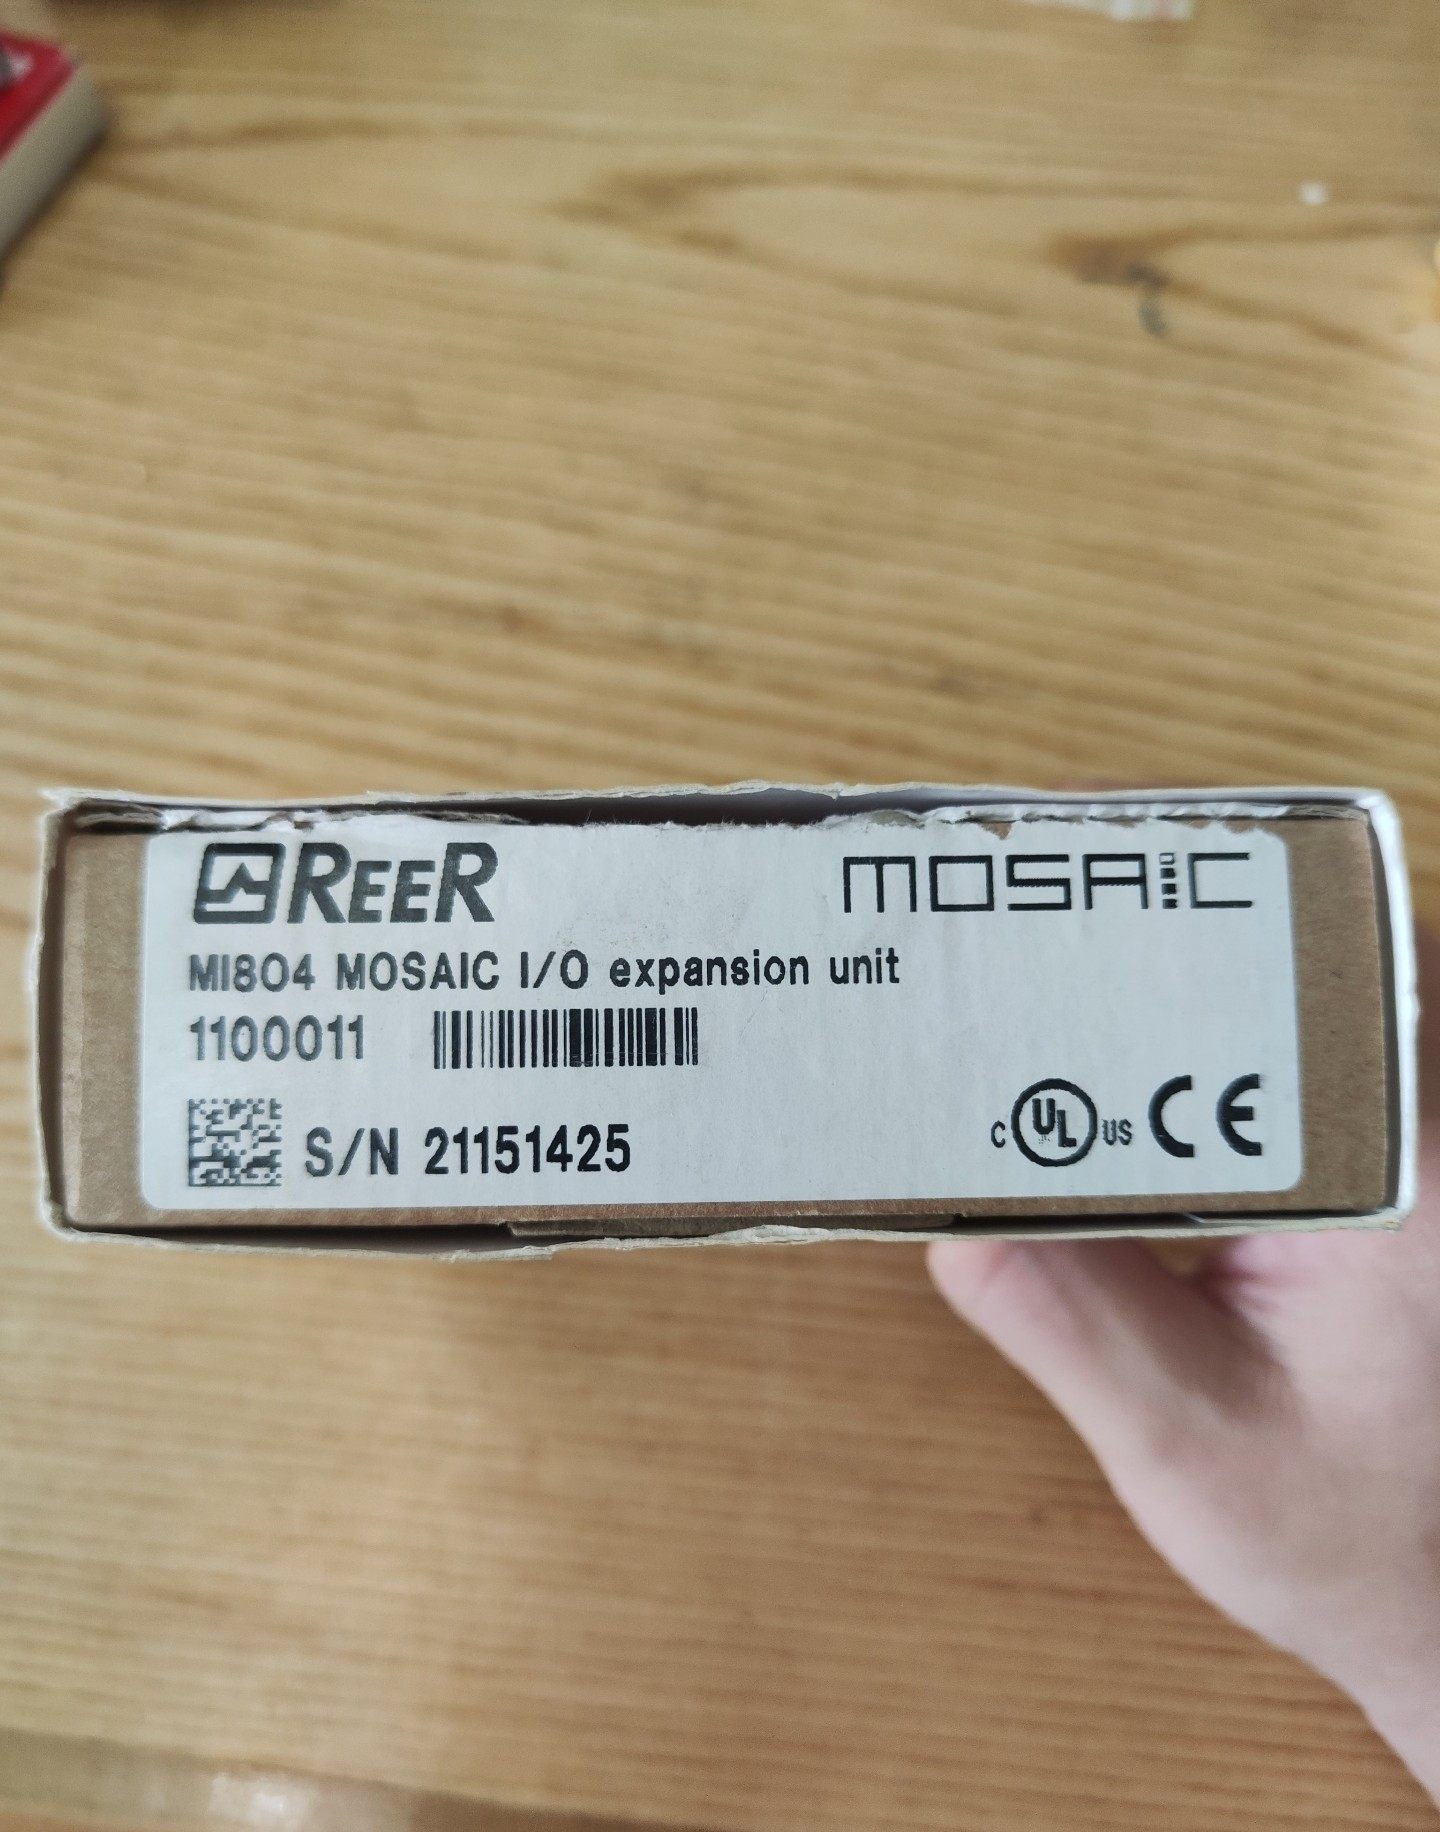 REER MOSAIC
MI8O4 MOSAIC I/O expansion unit
1100011
S/N 21151425
C UL US CE